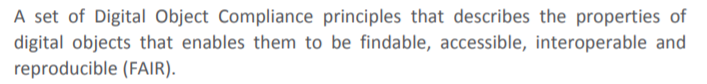 A set of Digital Object Compliance principles that describes the properties of
digital objects that enables them to be findable, accessible, interoperable and
reproducible (FAIR).